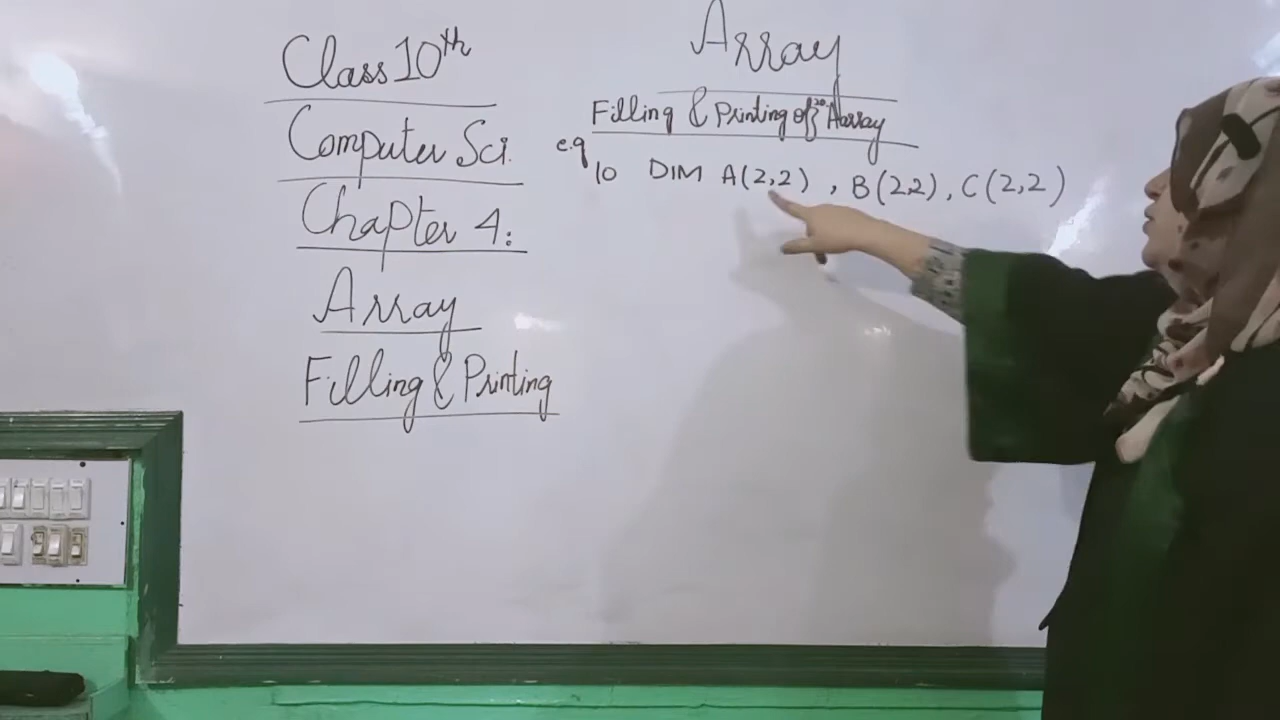 Class 10th
Computer Sci.
Chapter 4:
Array
Filling & Printing
Array
Filling & Printing of 2D Array
e.g
10 DIM A(2,2) , B(2,2) , C(2,2)